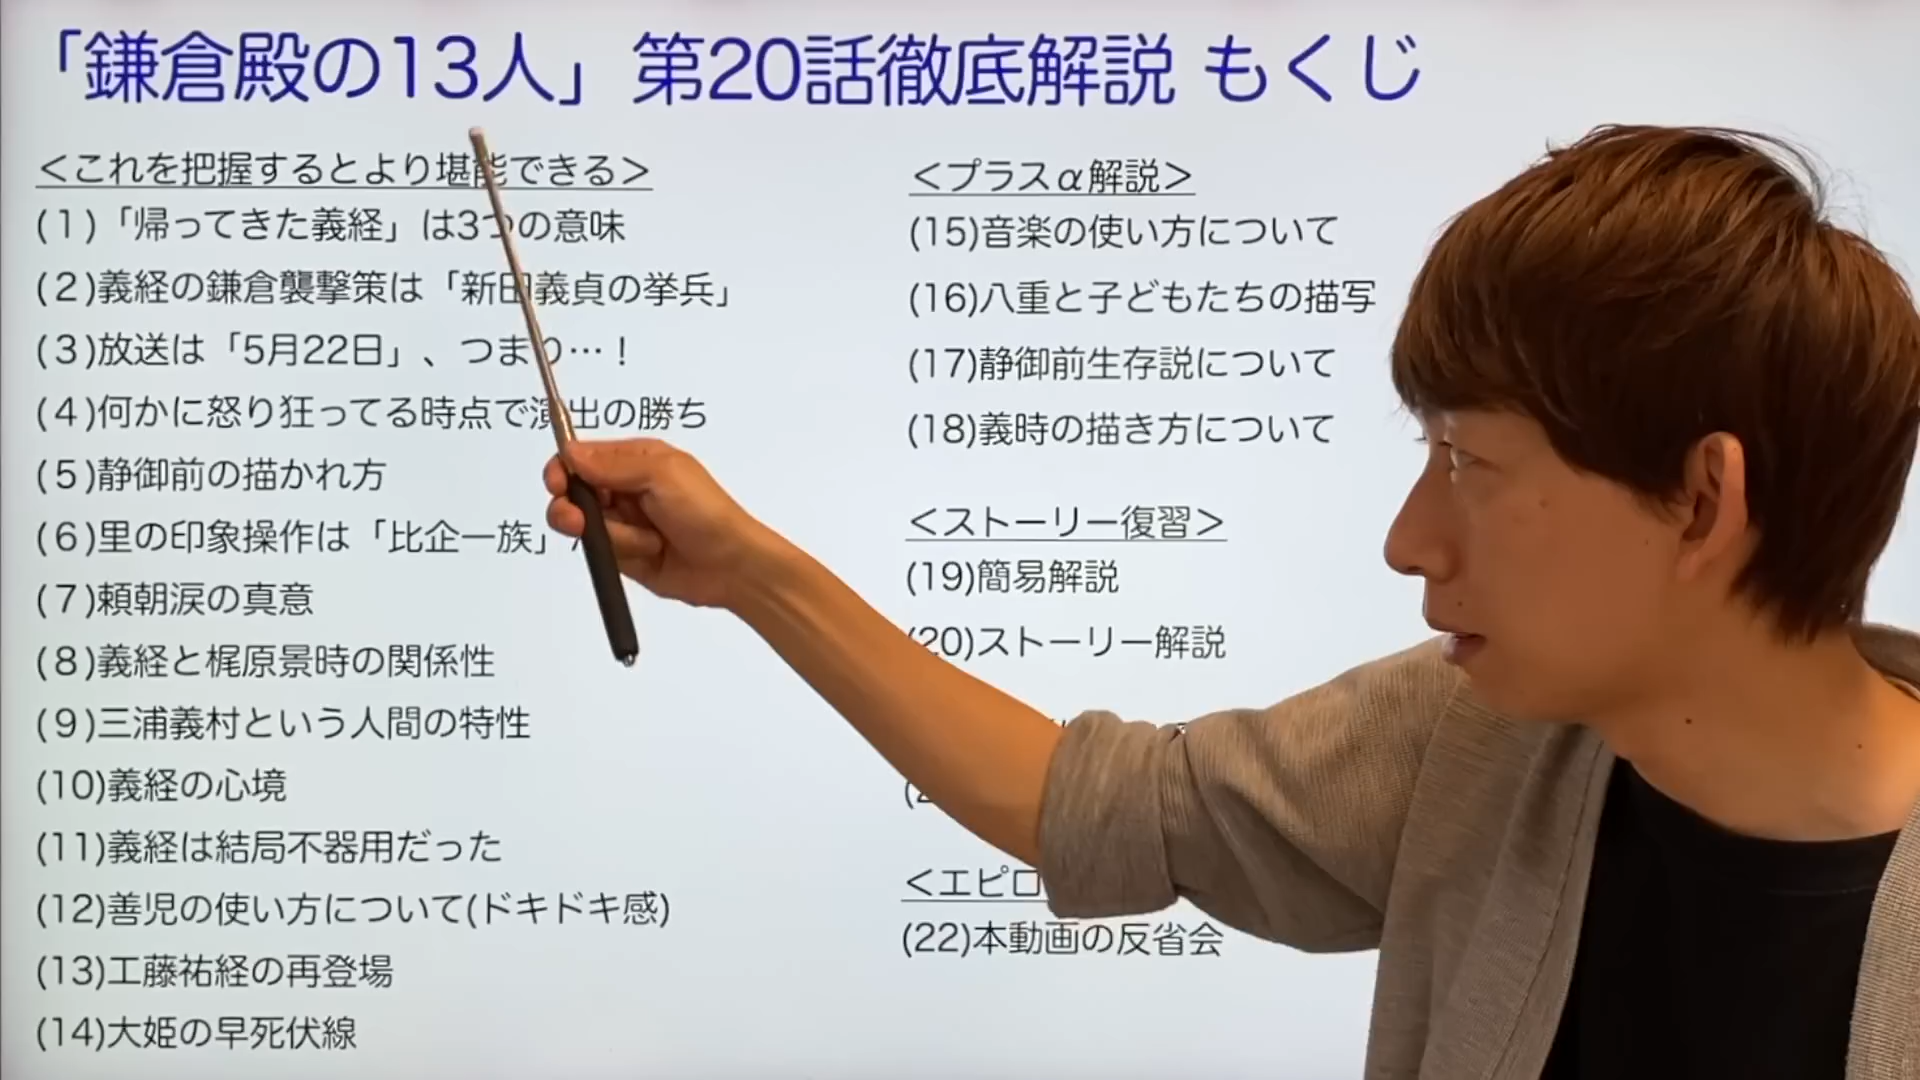 「鎌倉殿の13人」第20話徹底解説 もくじ
＜これを把握するとより堪能できる＞
(1)「帰ってきた義経」は3つの意味
(2)義経の鎌倉襲撃策は「新田義貞の挙兵」
(3)放送は「5月22日」、つまり…！
(4)何かに怒り狂ってる時点で演出の勝ち
(5)静御前の描かれ方
(6)里の印象操作は「比企一族」
(7)頼朝涙の真意
(8)義経と梶原景時の関係性
(9)三浦義村という人間の特性
(10)義経の心境
(11)義経は結局不器用だった
(12)善児の使い方について(ドキドキ感)
(13)工藤祐経の再登場
(14)大姫の早死伏線
＜プラスα解説＞
(15)音楽の使い方について
(16)八重と子どもたちの描写
(17)静御前生存説について
(18)義時の描き方について
＜ストーリー復習＞
(19)簡易解説
(20)ストーリー解説
＜エピロ
(22)本動画の反省会